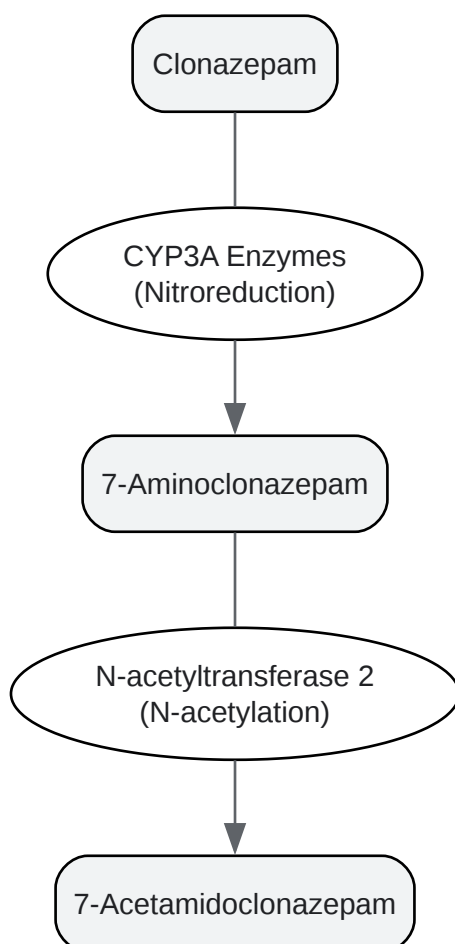 Clonazepam
CYP3A Enzymes
(Nitroreduction)
7-Aminoclonazepam
N-acetyltransferase 2
(N-acetylation)
7-Acetamidoclonazepam